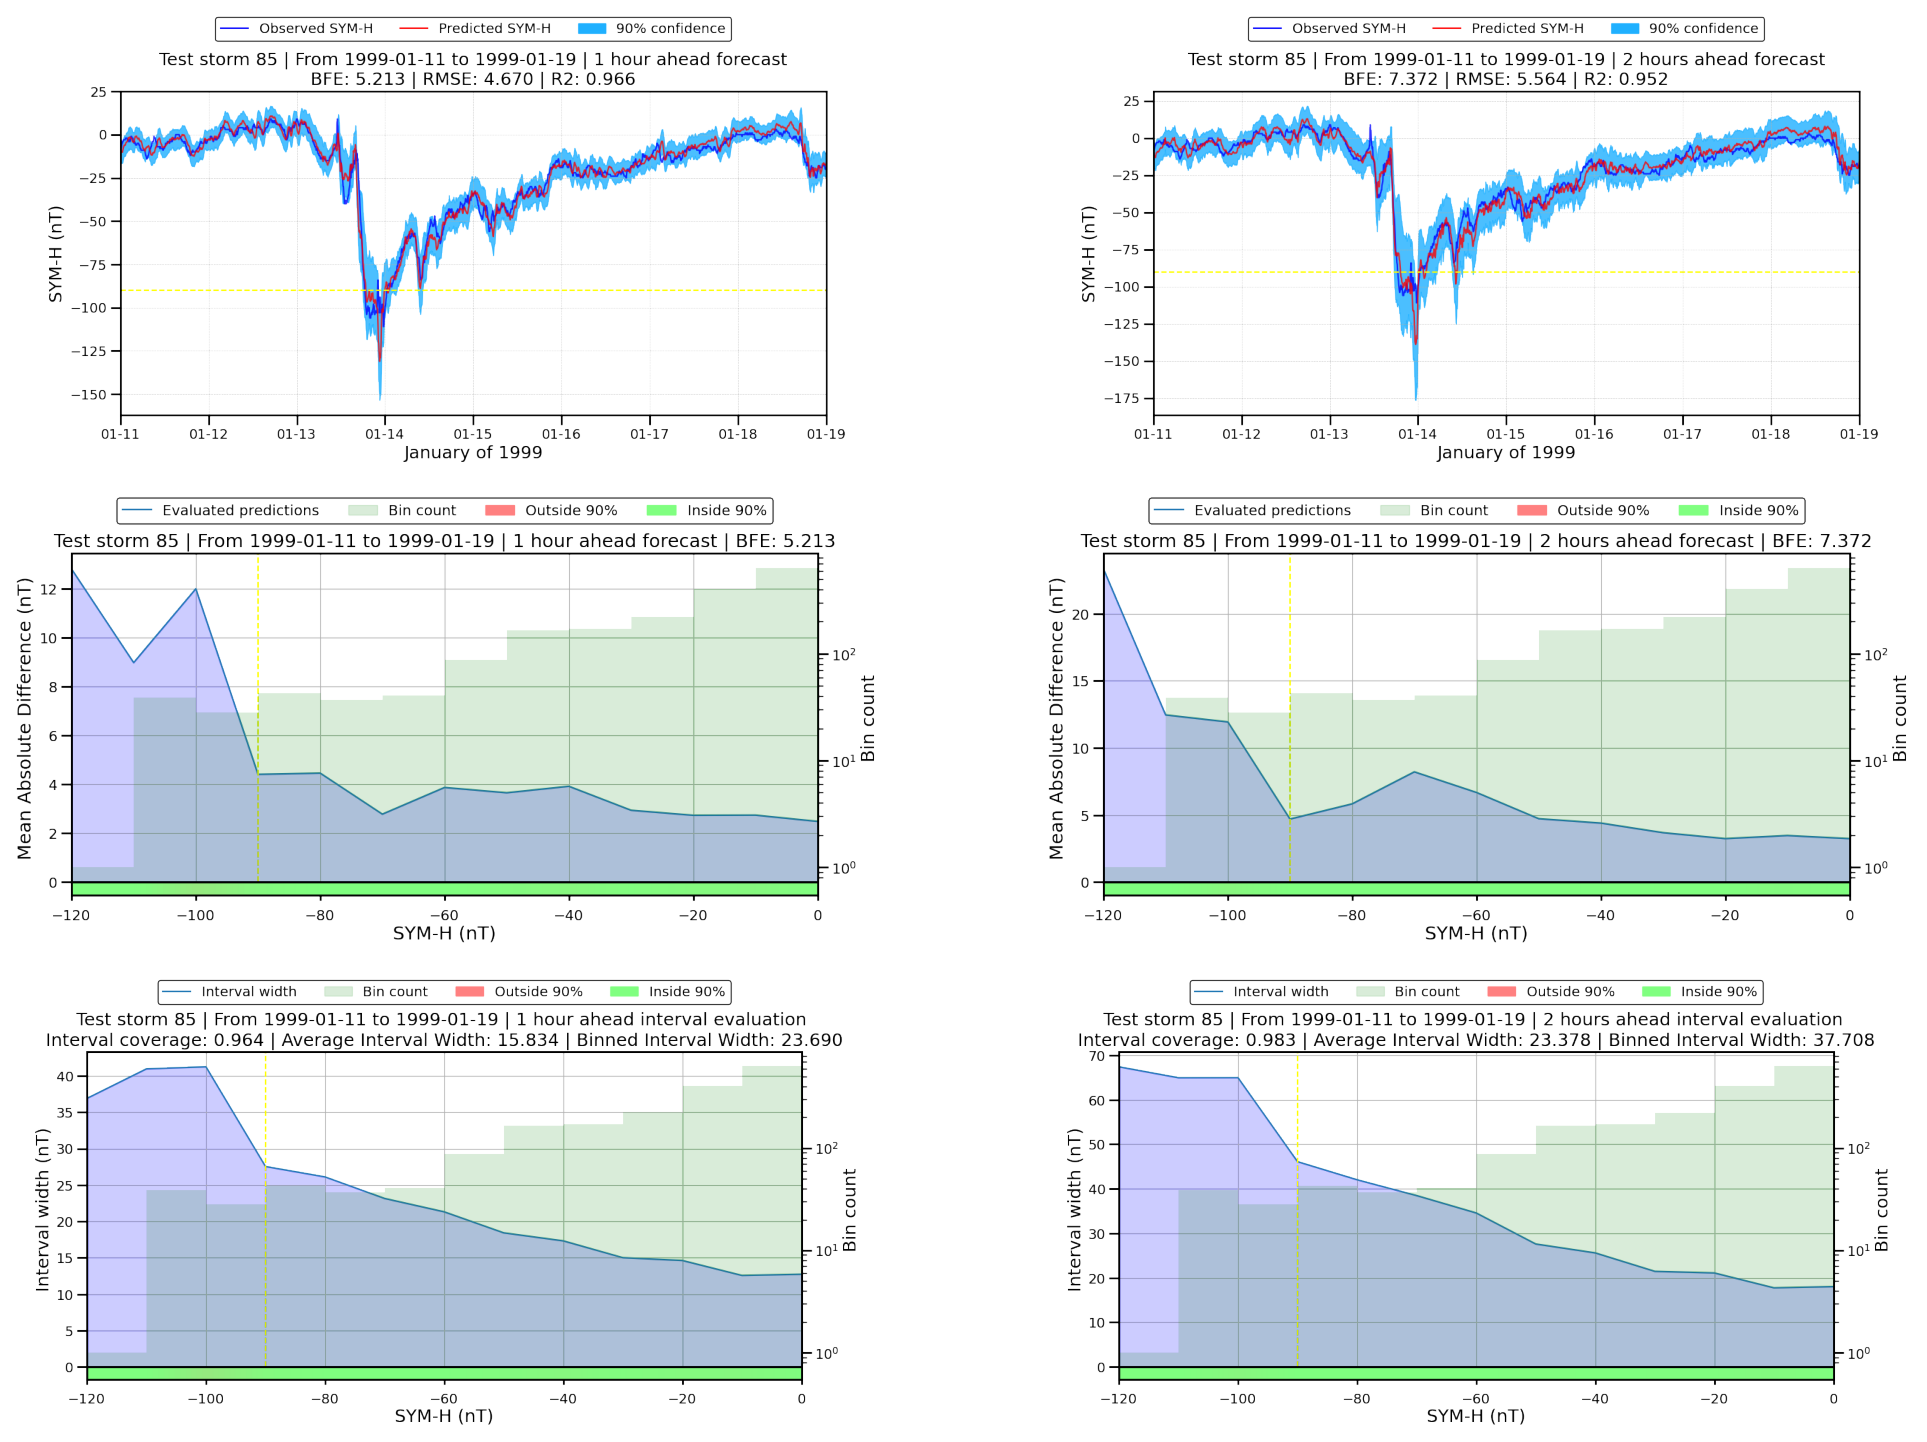 Observed SYM-H Predicted SYM-H 90% confidence
Test storm 85 | From 1999-01-11 to 1999-01-19 | 1 hour ahead forecast
BFE: 5.213 | RMSE: 4.670 | R2: 0.966
25
0
−25
−50
−75
−100
−125
−150
SYM-H (nT)
01-11 01-12 01-13 01-14 01-15 01-16 01-17 01-18 01-19
January of 1999
Observed SYM-H Predicted SYM-H 90% confidence
Test storm 85 | From 1999-01-11 to 1999-01-19 | 2 hours ahead forecast
BFE: 7.372 | RMSE: 5.564 | R2: 0.952
25
0
−25
−50
−75
−100
−125
−150
−175
SYM-H (nT)
01-11 01-12 01-13 01-14 01-15 01-16 01-17 01-18 01-19
January of 1999
Evaluated predictions Bin count Outside 90% Inside 90%
Test storm 85 | From 1999-01-11 to 1999-01-19 | 1 hour ahead forecast | BFE: 5.213
12
10
8
6
4
2
0
Mean Absolute Difference (nT)
10²
10¹
10⁰
Bin count
−120 −100 −80 −60 −40 −20 0
SYM-H (nT)
Evaluated predictions Bin count Outside 90% Inside 90%
Test storm 85 | From 1999-01-11 to 1999-01-19 | 2 hours ahead forecast | BFE: 7.372
20
15
10
5
0
Mean Absolute Difference (nT)
10²
10¹
10⁰
Bin count
−120 −100 −80 −60 −40 −20 0
SYM-H (nT)
Interval width Bin count Outside 90% Inside 90%
Test storm 85 | From 1999-01-11 to 1999-01-19 | 1 hour ahead interval evaluation
Interval coverage: 0.964 | Average Interval Width: 15.834 | Binned Interval Width: 23.690
40
35
30
25
20
15
10
5
0
Interval width (nT)
10²
10¹
10⁰
Bin count
−120 −100 −80 −60 −40 −20 0
SYM-H (nT)
Interval width Bin count Outside 90% Inside 90%
Test storm 85 | From 1999-01-11 to 1999-01-19 | 2 hours ahead interval evaluation
Interval coverage: 0.983 | Average Interval Width: 23.378 | Binned Interval Width: 37.708
70
60
50
40
30
20
10
0
Interval width (nT)
10²
10¹
10⁰
Bin count
−120 −100 −80 −60 −40 −20 0
SYM-H (nT)